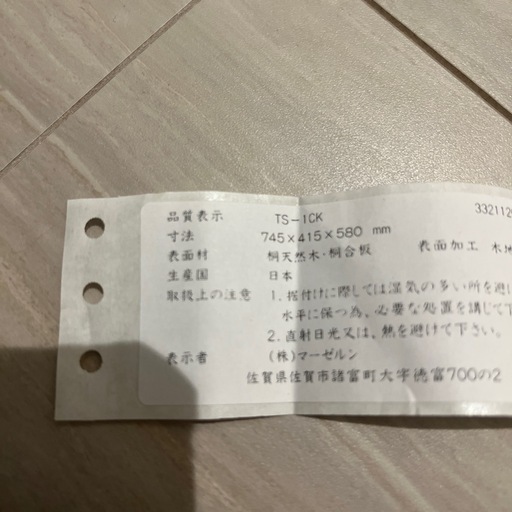 品質表示 TS-1CK 3321129
寸法 745×415×580 mm
表面材 桐天然木・桐合板 表面加工 木地
生産国 日本
取扱上の注意 1. 据付けに際しては湿気の多い所を避け
水平に保つ為、必要な処置を講じて下
2. 直射日光又は、熱を避けて下さい。
表示者 (株)マーゼルン
佐賀県佐賀市諸富町大字徳富700の2